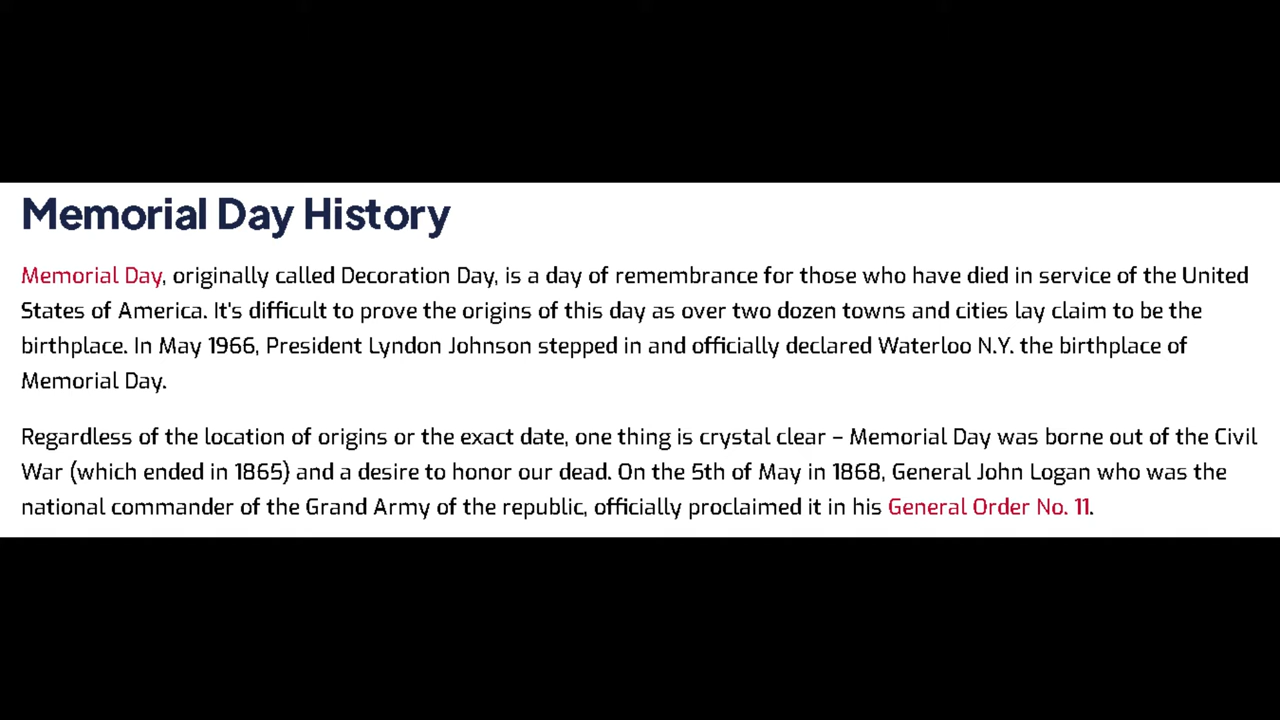 Memorial Day History
Memorial Day, originally called Decoration Day, is a day of remembrance for those who have died in service of the United
States of America. It's difficult to prove the origins of this day as over two dozen towns and cities lay claim to be the
birthplace. In May 1966, President Lyndon Johnson stepped in and officially declared Waterloo N.Y. the birthplace of
Memorial Day.
Regardless of the location of origins or the exact date, one thing is crystal clear – Memorial Day was borne out of the Civil
War (which ended in 1865) and a desire to honor our dead. On the 5th of May in 1868, General John Logan who was the
national commander of the Grand Army of the republic, officially proclaimed it in his General Order No. 11.